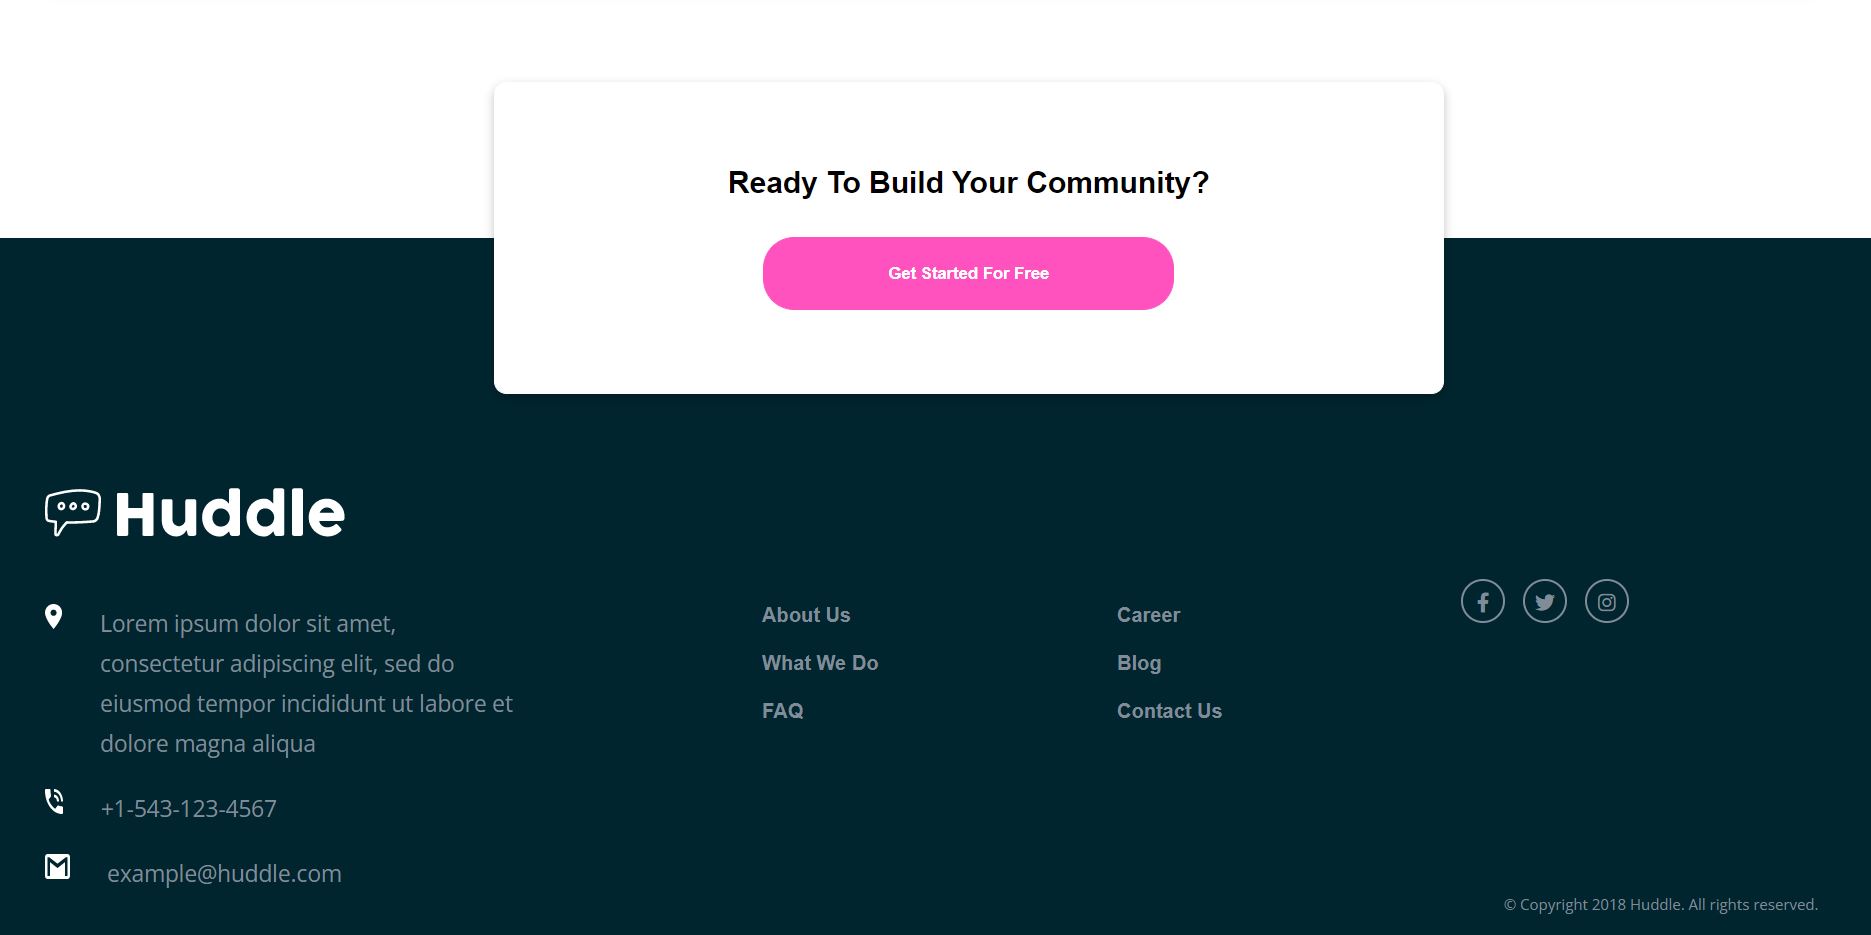 Ready To Build Your Community?
Get Started For Free
Huddle
Lorem ipsum dolor sit amet,
consectetur adipiscing elit, sed do
eiusmod tempor incididunt ut labore et
dolore magna aliqua
+1-543-123-4567
example@huddle.com
About Us
What We Do
FAQ
Career
Blog
Contact Us
© Copyright 2018 Huddle. All rights reserved.